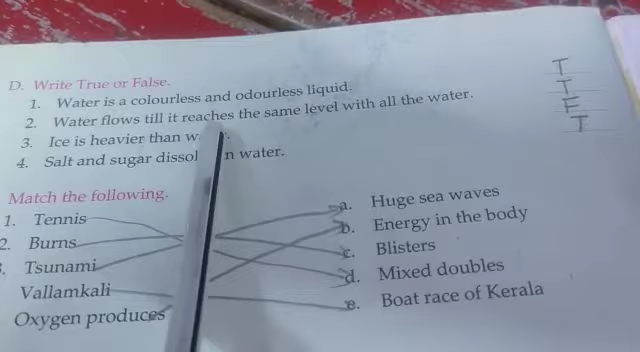 D. Write True or False.
1. Water is a colourless and odourless liquid. T
2. Water flows till it reaches the same level with all the water. T
3. Ice is heavier than F
4. Salt and sugar n water. T
Match the following.
1. Tennis a. Huge sea waves
2. Burns b. Energy in the body
Tsunami c. Blisters
Vallamkali d. Mixed doubles
Oxygen produces e. Boat race of Kerala